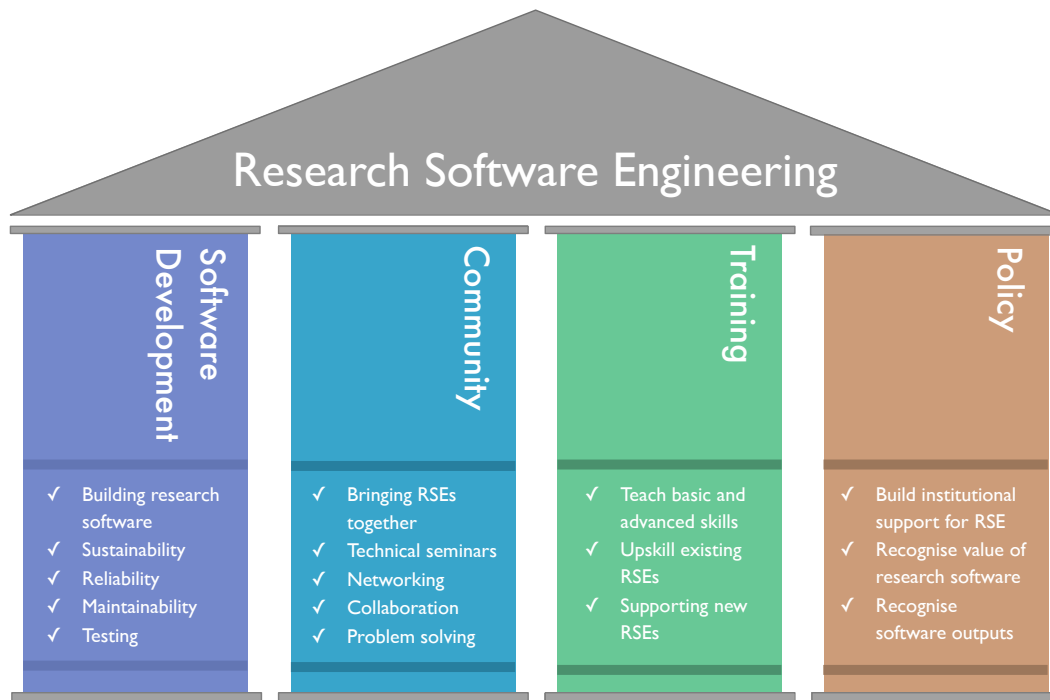 Research Software Engineering
Software
Development
✓ Building research
software
✓ Sustainability
✓ Reliability
✓ Maintainability
✓ Testing
Community
✓ Bringing RSEs
together
✓ Technical seminars
✓ Networking
✓ Collaboration
✓ Problem solving
Training
✓ Teach basic and
advanced skills
✓ Upskill existing
RSEs
✓ Supporting new
RSEs
Policy
✓ Build institutional
support for RSE
✓ Recognise value of
research software
✓ Recognise
software outputs